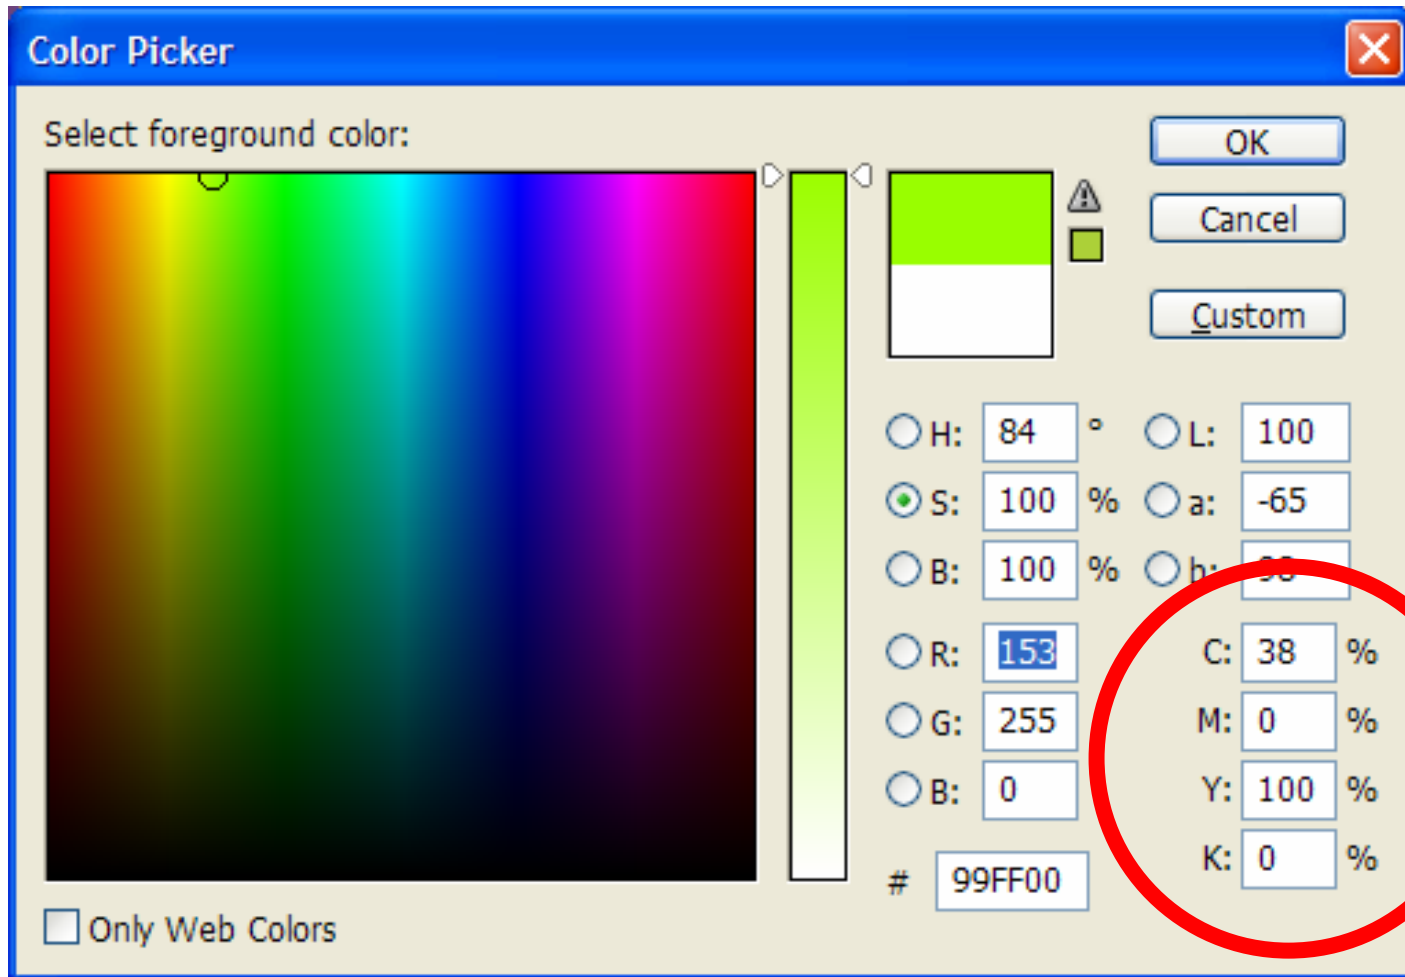 Color Picker
Select foreground color:
OK
Cancel
Custom
H: 84 ° L: 100
S: 100 % a: -65
B: 100 % b: 98
R: 153 C: 38 %
G: 255 M: 0 %
B: 0 Y: 100 %
K: 0 %
# 99FF00
Only Web Colors